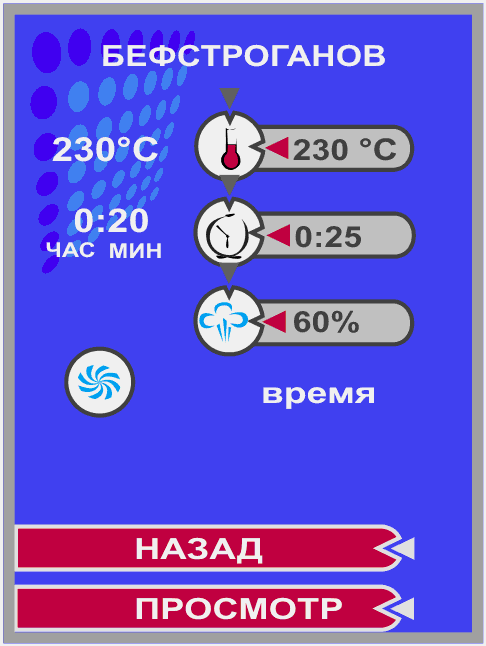 БЕФСТРОГАНОВ
230°C
230 °C
0:20
ЧАС МИН
0:25
60%
время
НАЗАД
ПРОСМОТР